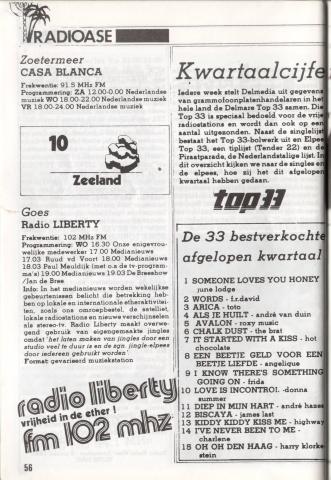 RADIOASE
Zoetermeer
CASA BLANCA
Frekwentie: 91.5 MHz FM
Programmering: ZA 12.00-0.00 Nederlandse
muziek WO 18.00-22.00 Nederlandse muziek
VR 18.00-24.00 Nederlandse muziek
10
Zeeland
Goes
Radio LIBERTY
Frekwentie: 102 MHz FM
Programmering: WO 16.30 Onze enigevrou-
welijke medewerker 17.00 Medianieuws
17.03 Ruud vd Voort 18.00 Medianieuws
18.03 Paul Meuldijk (met o.a de tv-program-
ma's) 19.00 Medianieuws 19.03 De Breeshow
/Jan de Bree
Info: In het medianieuws worden wekelijkse
gebeurtenissen belicht die betrekking heb-
ben op lokale en internationale etheraktivitei-
ten, zoals ons omroepbestel, de satelliet,
lokale radiostations en nieuwe verschijnselen
als stereo-tv. Radio Liberty maakt overwe-
gend gebruik van eigengemaakte jingles
omdat 'het laten maken van jingles door een
studio veel te duur is en de zgn. jingle-elpees
door iedereen gebruikt worden'.
Format: gevarieerd muziekstation
radio liberty
vrijheid in de ether !
fm 102 mhz
56
Kwartaalcijfe
Iedere week stelt Delmedia uit gegevens
van grammofoonplatenhandelaren in het
hele land de Delmare Top 33 samen. Die
Top 33 is speciaal bedoeld voor de vrije
radiostations en wordt dan ook op een
aantal uitgezonden. Naast de singlelijst
bestaat het Top 33-bolwerk uit en Elpee
Top 33, een tiplijst (Tender 22) en de
Piraatparade, de Nederlandstalige lijst. In
dit overzicht kijken we naar de singles en
de elpees, hoe zij het dit afgelopen
kwartaal hebben gedaan.
top 33
De 33 bestverkochte
afgelopen kwartaal
1 SOMEONE LOVES YOU HONEY
june lodge
2 WORDS - f.r.david
3 ARICA - toto
4 ALS JE HUILT - andré van duin
5 AVALON - roxy music
6 CHALK DUST - the brat
7 IT STARTED WITH A KISS - hot
chocolate
8 EEN BEETJE GELD VOOR EEN
BEETJE LIEFDE - angelique
9 I KNOW THERE'S SOMETHING
GOING ON - frida
10 LOVE IS INCONTROL -donna
summer
11 DIEP IN MIJN HART - andré hazes
12 BISCAYA - james last
13 KIDDY KIDDY KISS ME - highway
14 I'VE NEVER BEEN TO ME -
charlene
15 OH OH DEN HAAG - harry klorke
stein